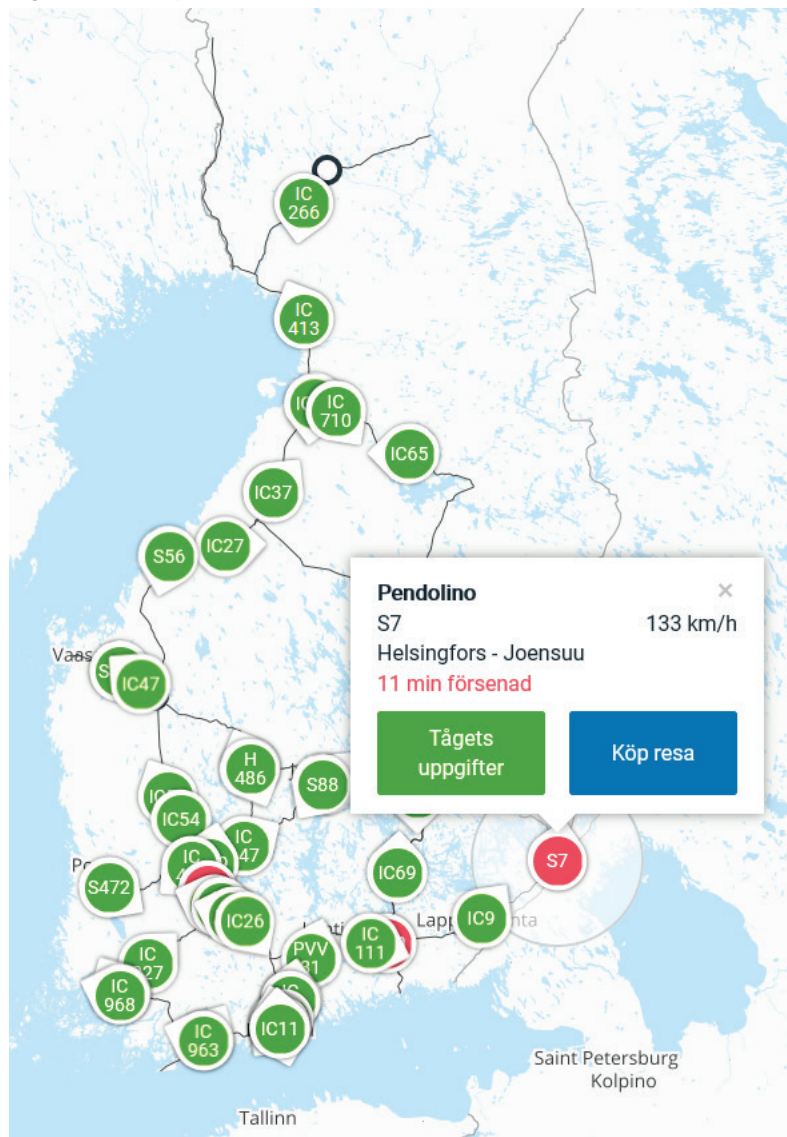 IC
266
IC
413
IC
710
IC65
IC37
IC27
S56
Pendolino
S7
133 km/h
Helsingfors - Joensuu
11 min försenad
Tågets
uppgifter
Köp resa
IC47
H
486
S88
IC54
IC
S7
IC69
S472
IC26
IC9
IC
111
PVV
IC
IC
968
IC11
IC
963
Saint Petersburg
Kolpino
Tallinn